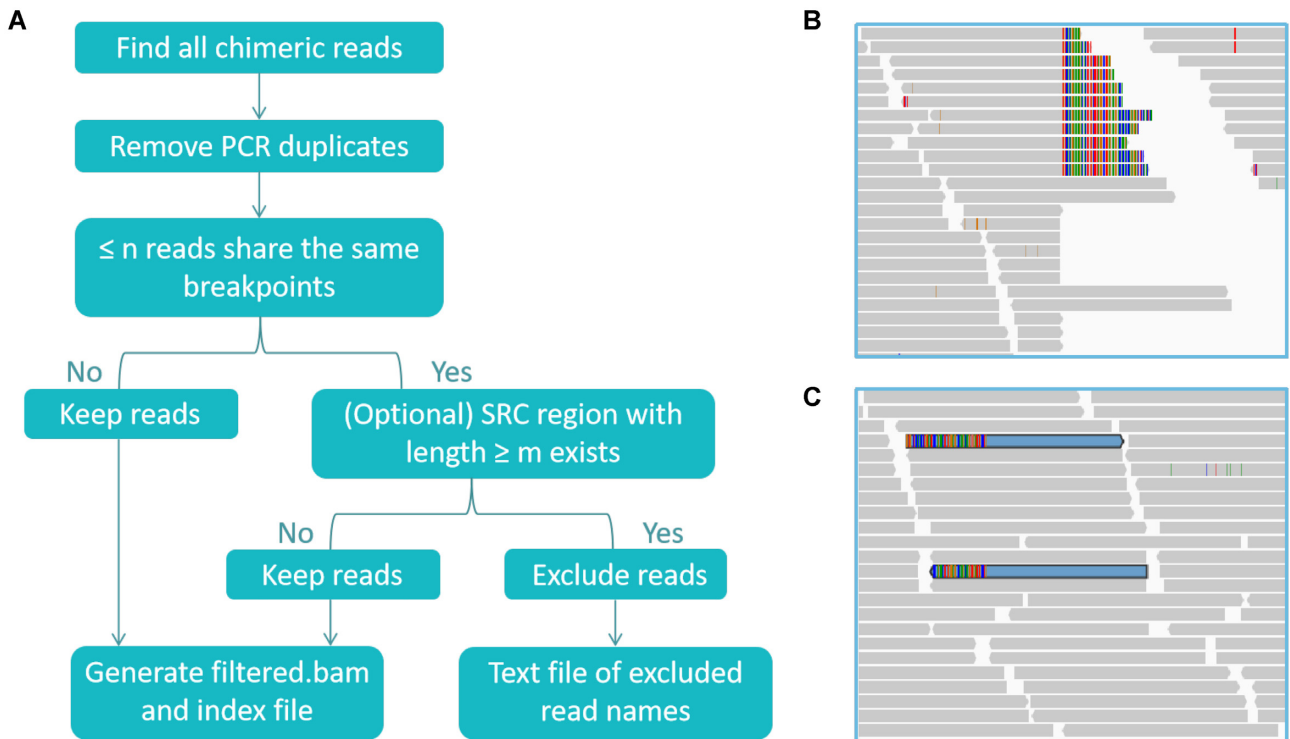 A
Find all chimeric reads
Remove PCR duplicates
≤ n reads share the same
breakpoints
No
Yes
Keep reads
(Optional) SRC region with
length ≥ m exists
No
Yes
Keep reads
Exclude reads
Generate filtered.bam
and index file
Text file of excluded
read names
B
C